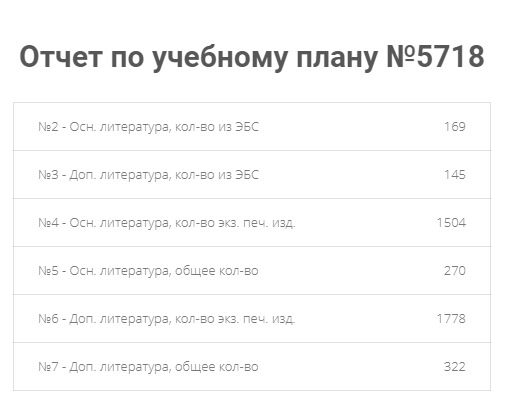 Отчет по учебному плану №5718
№2 - Осн. литература, кол-во из ЭБС 169
№3 - Доп. литература, кол-во из ЭБС 145
№4 - Осн. литература, кол-во экз. печ. изд. 1504
№5 - Осн. литература, общее кол-во 270
№6 - Доп. литература, кол-во экз. печ. изд. 1778
№7 - Доп. литература, общее кол-во 322